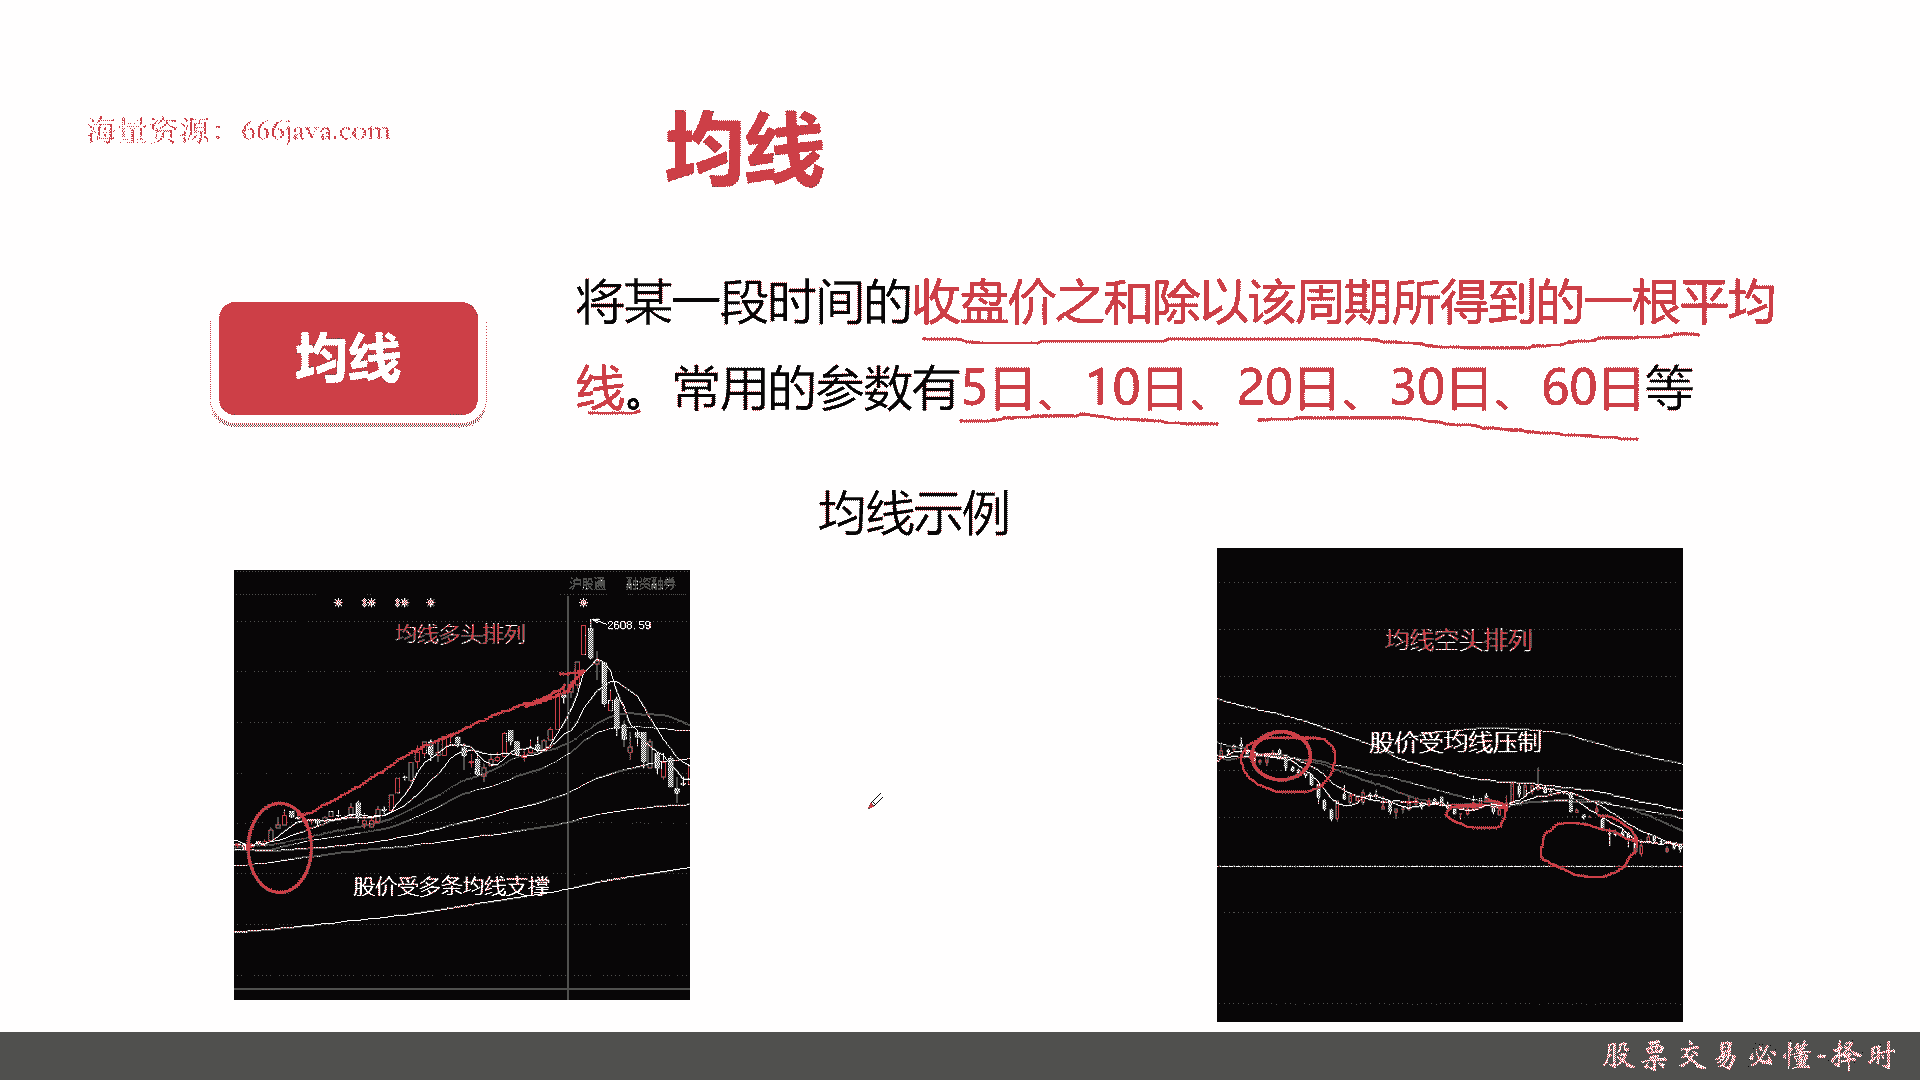 海量资源：666java.com
均线
均线
将某一段时间的收盘价之和除以该周期所得到的一根平均
线。常用的参数有5日、10日、20日、30日、60日等
均线示例
沪股通 融资融券
均线多头排列
2608.59
股价受多条均线支撑
均线空头排列
股价受均线压制
股票交易必懂-择时